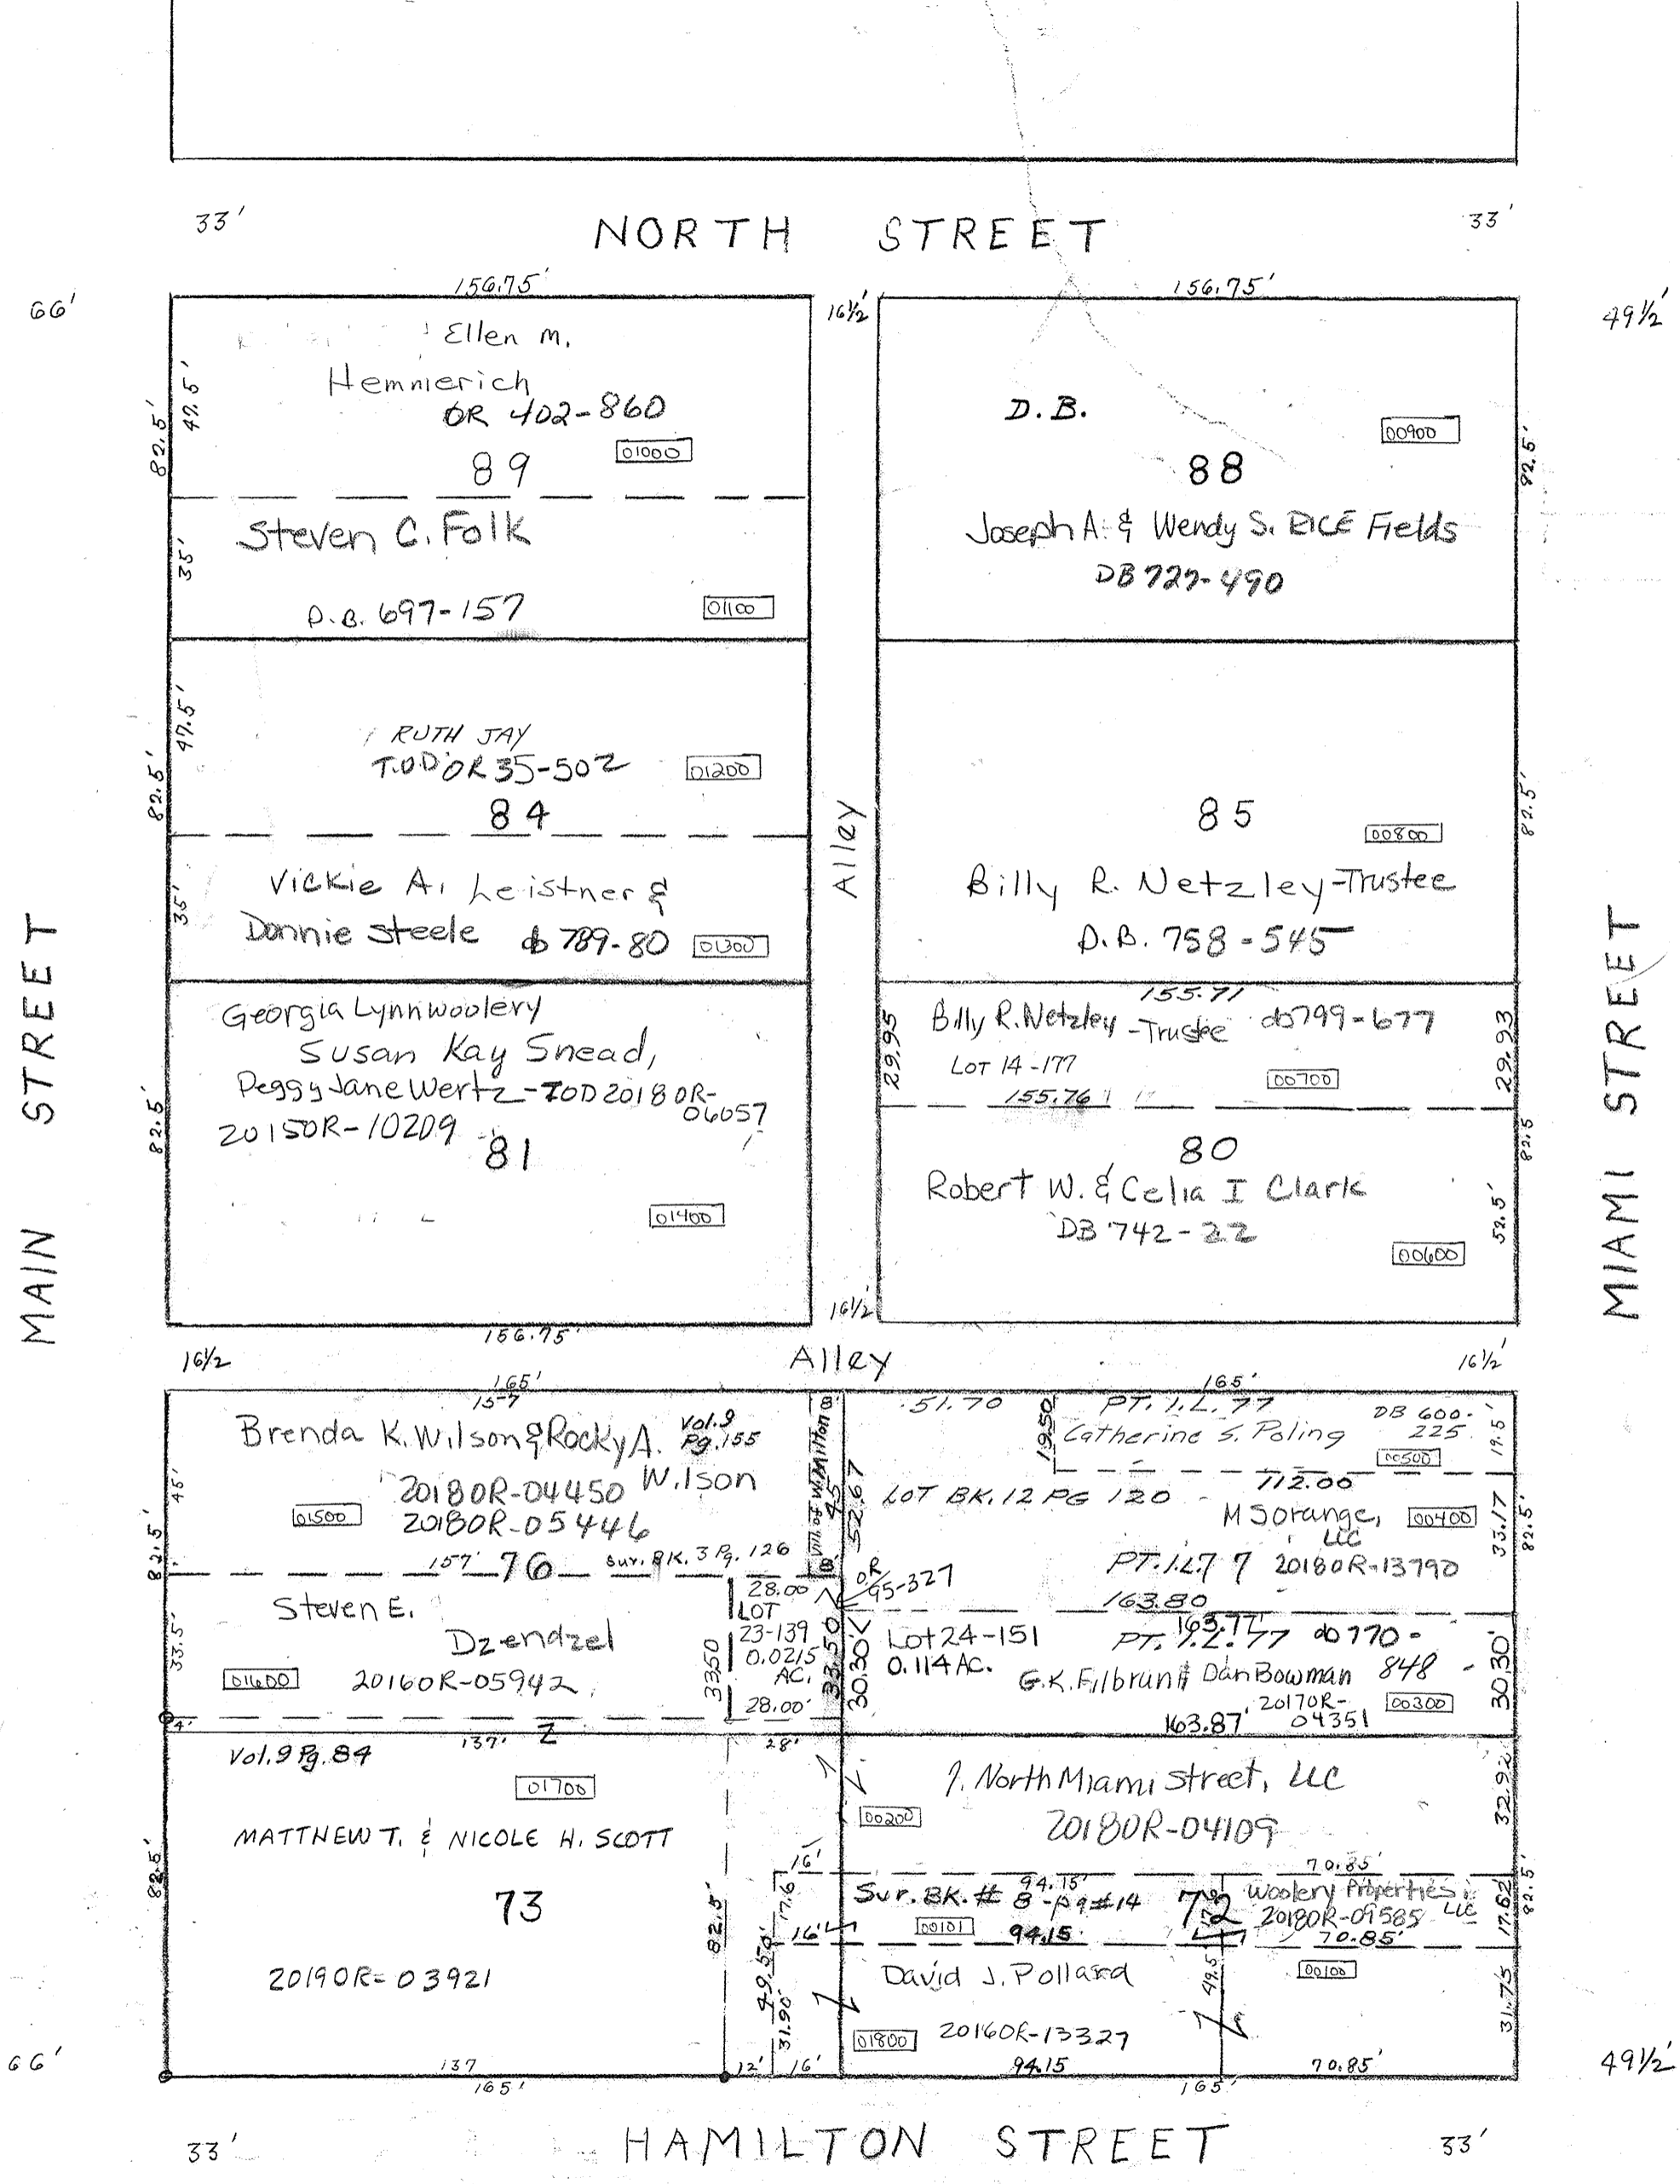 33' NORTH STREET 33'
66' 156.75' 16½' 156.75' 49½'
Ellen M.
Hemmerich
OR 402-860
01000
89
47.5'
82.5'
Steven C. Folk
35'
D.B. 697-157
01100
D.B.
00900
88
82.5'
Joseph A. & Wendy S. RICE Fields
DB 727-490
47.5'
RUTH JAY
T.O.D OR 35-502
01200
84
82.5'
Vickie A. Leistner &
Donnie Steele db 789-80
01300
35'
Alley
85
00800
82.5'
Billy R. Netzley-Trustee
D.B. 758-545
MAIN STREET
MIAMI STREET
Georgia Lynn woolery
Susan Kay Snead,
Peggy Jane Wertz-TOD 2018OR-
06057
2015OR-10209
81
82.5'
01400
155.71
Billy R. Netzley-Trustee db 799-677
29.95
29.93
LOT 14-177
00700
155.76
80
82.5
Robert W. & Celia I Clark
DB 742-22
52.5'
00600
156.75'
16½'
16½ Alley 16½'
165'
157
165'
Brenda K. Wilson & Rocky A.
Wilson
Vol.9
Pg.155
2018OR-04450
2018OR-05446
01500
45'
82.5'
157' 76 Sur. BK. 3 Pg. 126
Vill. of W. Milton
45
8'
8'
52.67
51.70
19.50
PT. I.L. 77
Catherine S. Poling
DB 600-
225
00500
19.5'
112.00
LOT BK. 12 PG 120
M Sorange,
LLC
00400
33.17
82.5'
PT. I.L. 77 2018OR-13790
163.80
O.R
95-327
Steven E.
Dzendzel
2016OR-05942
01600
33.5'
4'
28.00
LOT
23-139
0.0215
AC.
28.00'
33.50
33.50
30.30
163.77'
Lot 24-151
0.114 AC.
PT. I.L. 77 db 770-
848
G.K. Filbrun & Dan Bowman
2017OR-
04351
00300
30.30'
163.87'
137' Z 28'
Vol.9 Pg.84
01700
MATTHEW T. & NICOLE H. SCOTT
73
82.5'
2019OR-03921
82.5'
North Miami Street, LLC
2018OR-04109
00200
32.92
16'
17.6'
16'
49.50'
31.90'
94.15'
Sur. BK. # 8-pg #14
00101
94.15
72
70.85'
Woolery Properties
LLC
2018OR-09585
70.85'
17.82
82.5'
David J. Pollard
2016OR-13327
01800
49.5'
00100
31.75
66' 137 12' 16' 94.15 70.85' 49½'
165' 165'
33' HAMILTON STREET 33'